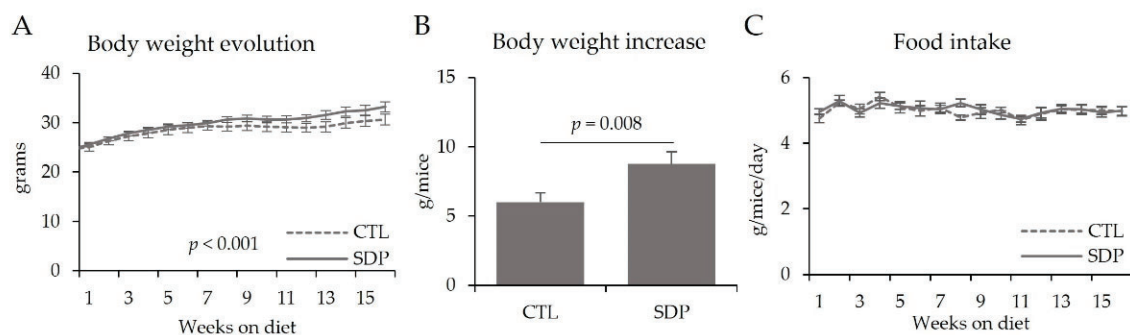 A
Body weight evolution
40
30
20
10
0
grams
p < 0.001
CTL
SDP
1 3 5 7 9 11 13 15
Weeks on diet
B
Body weight increase
15
10
5
0
g/mice
p = 0.008
CTL SDP
C
Food intake
6
4
2
0
g/mice/day
CTL
SDP
1 3 5 7 9 11 13 15
Weeks on diet